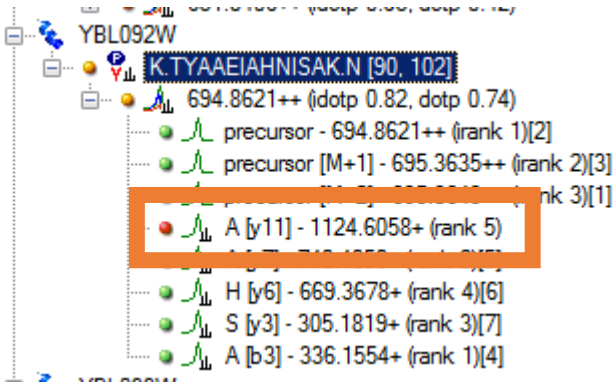 YBL092W
K.TYAAEIAHNISAK.N [90, 102]
694.8621++ (idotp 0.82, dotp 0.74)
precursor - 694.8621++ (irank 1)[2]
precursor [M+1] - 695.3635++ (irank 2)[3]
3)[1]
A [y11] - 1124.6058+ (rank 5)
H [y6] - 669.3678+ (rank 4)[6]
S [y3] - 305.1819+ (rank 3)[7]
A [b3] - 336.1554+ (rank 1)[4]